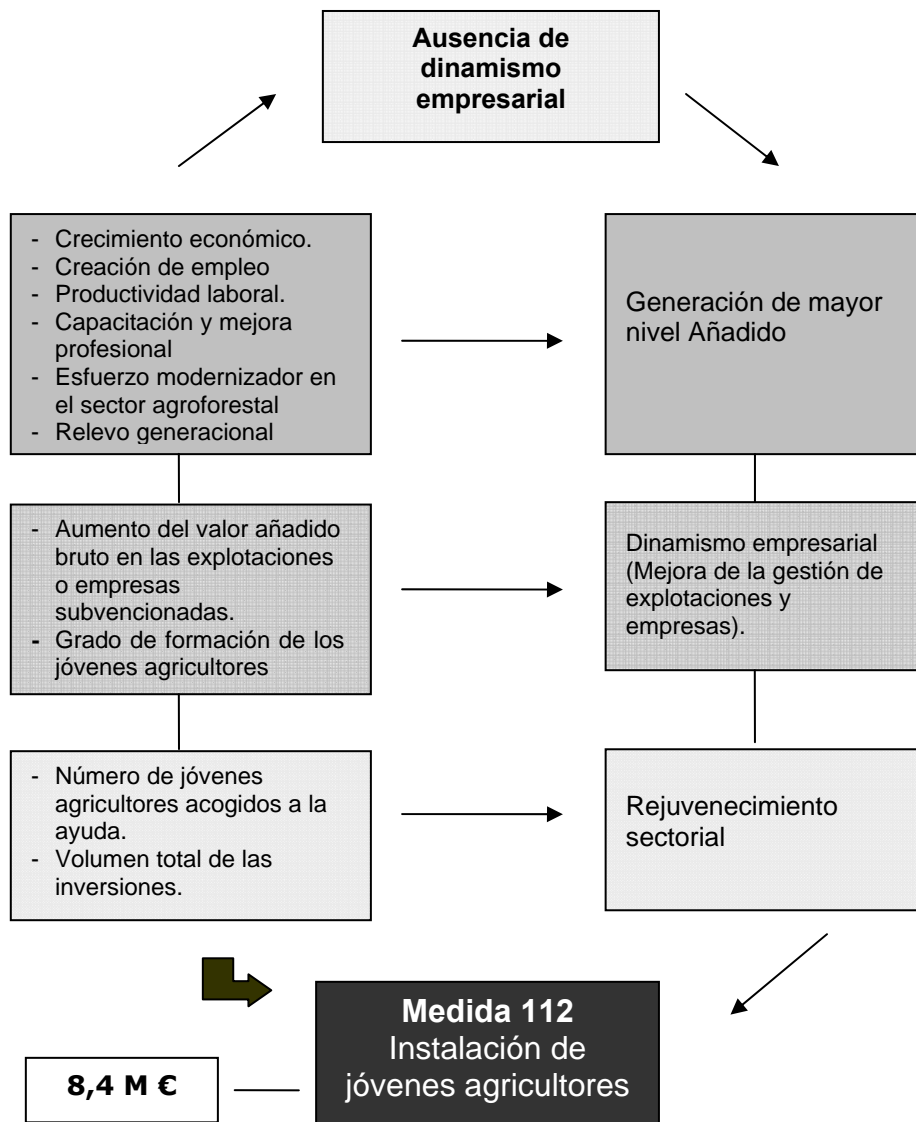 Ausencia de
dinamismo
empresarial
- Crecimiento económico.
- Creación de empleo
- Productividad laboral.
- Capacitación y mejora
profesional
- Esfuerzo modernizador en
el sector agroforestal
- Relevo generacional
Generación de mayor
nivel Añadido
- Aumento del valor añadido
bruto en las explotaciones
o empresas
subvencionadas.
- Grado de formación de los
jóvenes agricultores
Dinamismo empresarial
(Mejora de la gestión de
explotaciones y
empresas).
- Número de jóvenes
agricultores acogidos a la
ayuda.
- Volumen total de las
inversiones.
Rejuvenecimiento
sectorial
Medida 112
Instalación de
jóvenes agricultores
8,4 M €